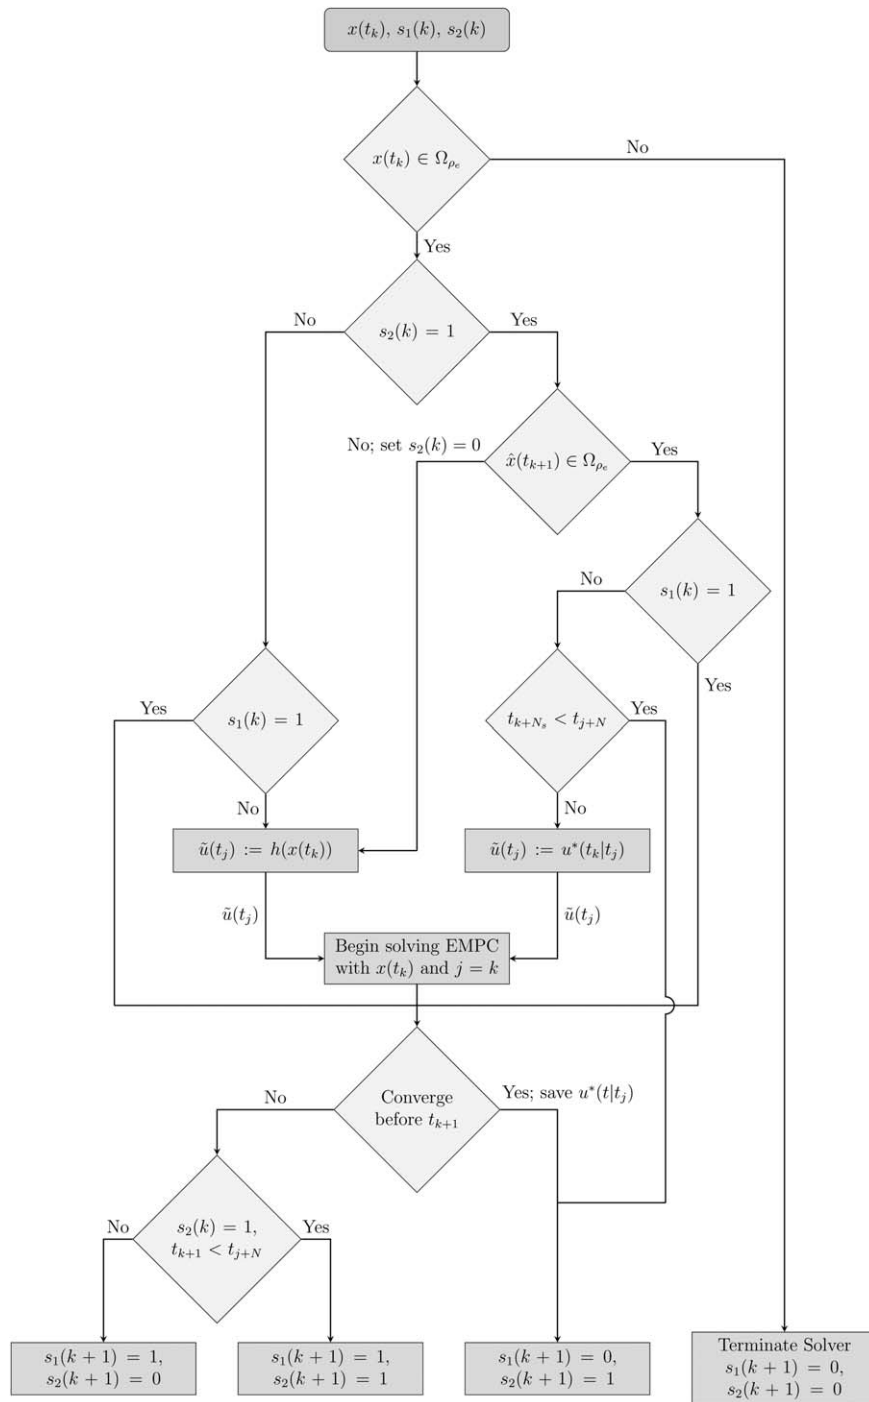 x(t_k), s_1(k), s_2(k)
x(t_k) ∈ Ω_{ρ_e}
No
Yes
No
s_2(k) = 1
Yes
No; set s_2(k) = 0
x̂(t_{k+1}) ∈ Ω_{ρ_e}
Yes
No
s_1(k) = 1
Yes
Yes
s_1(k) = 1
t_{k+N_s} < t_{j+N}
Yes
No
No
ũ(t_j) := h(x(t_k))
ũ(t_j) := u*(t_k|t_j)
ũ(t_j)
ũ(t_j)
Begin solving EMPC
with x(t_k) and j = k
No
Converge
before t_{k+1}
Yes; save u*(t|t_j)
No
s_2(k) = 1,
t_{k+1} < t_{j+N}
Yes
s_1(k + 1) = 1,
s_2(k + 1) = 0
s_1(k + 1) = 1,
s_2(k + 1) = 1
s_1(k + 1) = 0,
s_2(k + 1) = 1
Terminate Solver
s_1(k + 1) = 0,
s_2(k + 1) = 0